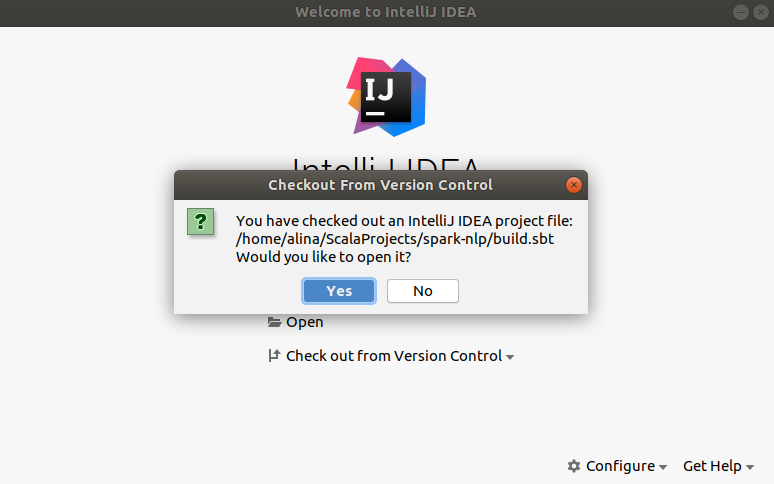 Welcome to IntelliJ IDEA
IJ
IntelliJ IDEA
Checkout From Version Control
?
You have checked out an IntelliJ IDEA project file:
/home/alina/ScalaProjects/spark-nlp/build.sbt
Would you like to open it?
Yes
No
Open
Check out from Version Control
Configure
Get Help